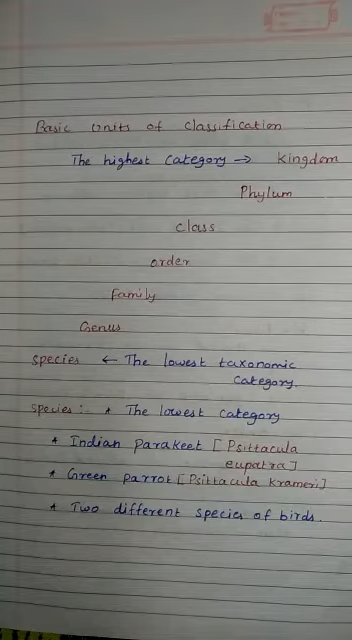 Basic units of classification
The highest category → Kingdom
Phylum
class
order
family
Genus
species ← The lowest taxonomic
category.
species :- * The lowest category
* Indian parakeet [Psittacula
eupatra]
* Green parrot [Psittacula krameri]
* Two different species of birds.